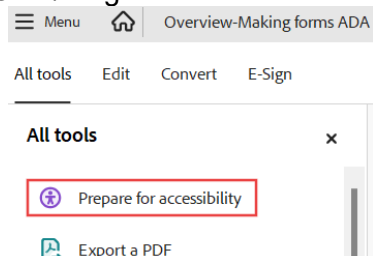 Menu Overview-Making forms ADA
All tools Edit Convert E-Sign
All tools ×
Prepare for accessibility
Export a PDF